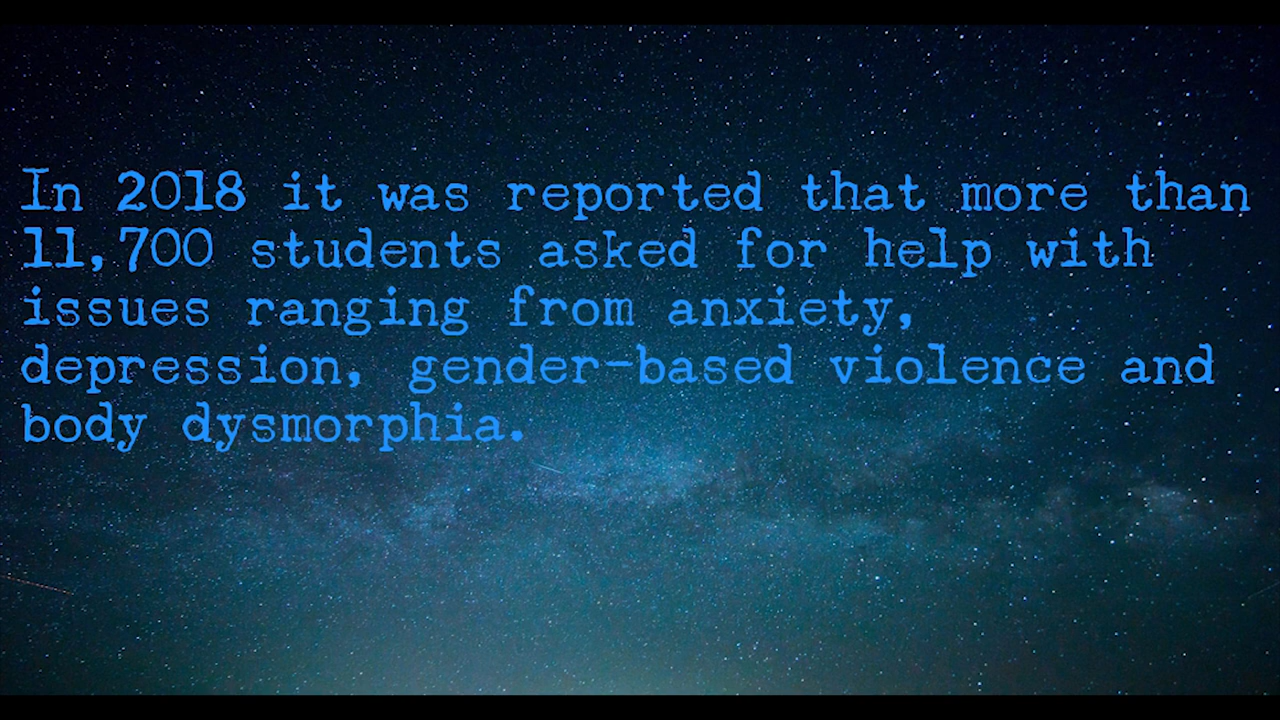 In 2018 it was reported that more than
11,700 students asked for help with
issues ranging from anxiety,
depression, gender-based violence and
body dysmorphia.